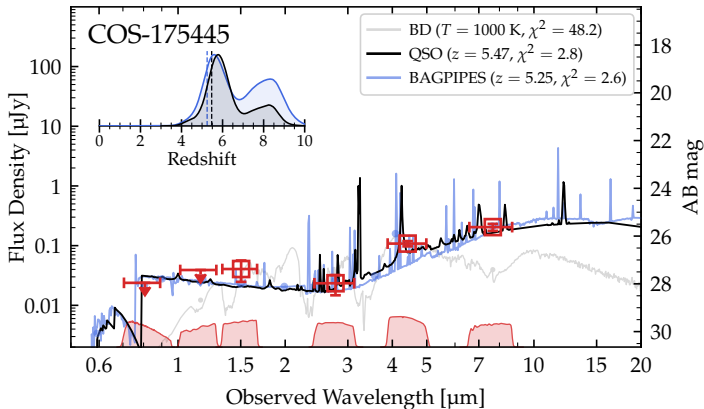 COS-175445
BD (T = 1000 K, χ² = 48.2)
QSO (z = 5.47, χ² = 2.8)
BAGPIPES (z = 5.25, χ² = 2.6)
100
10
1
0.1
0.01
Flux Density [μJy]
18
20
22
24
26
28
30
AB mag
0 2 4 6 8 10
Redshift
0.6 1 1.5 2 3 4 5 10 20
Observed Wavelength [μm]